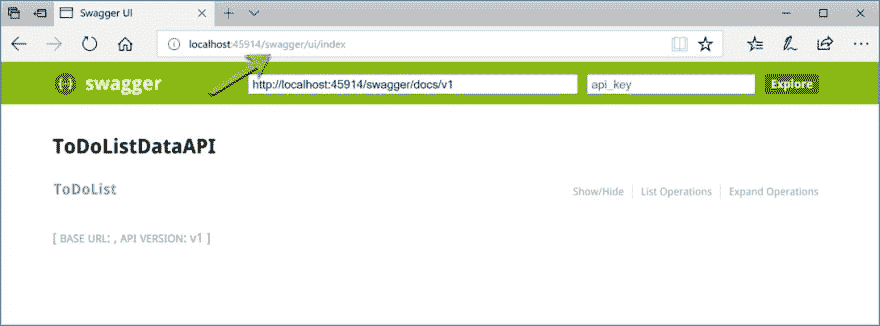 Swagger UI
localhost:45914/swagger/ui/index
swagger http://localhost:45914/swagger/docs/v1 api_key Explore
ToDoListDataAPI
ToDoList Show/Hide List Operations Expand Operations
[ BASE URL: , API VERSION: v1 ]